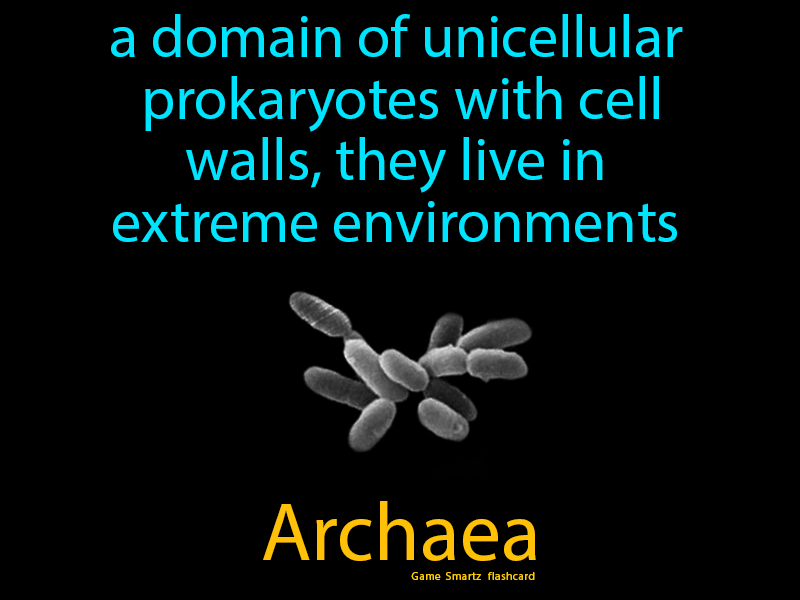 a domain of unicellular
prokaryotes with cell
walls, they live in
extreme environments
Archaea
Game Smartz flashcard